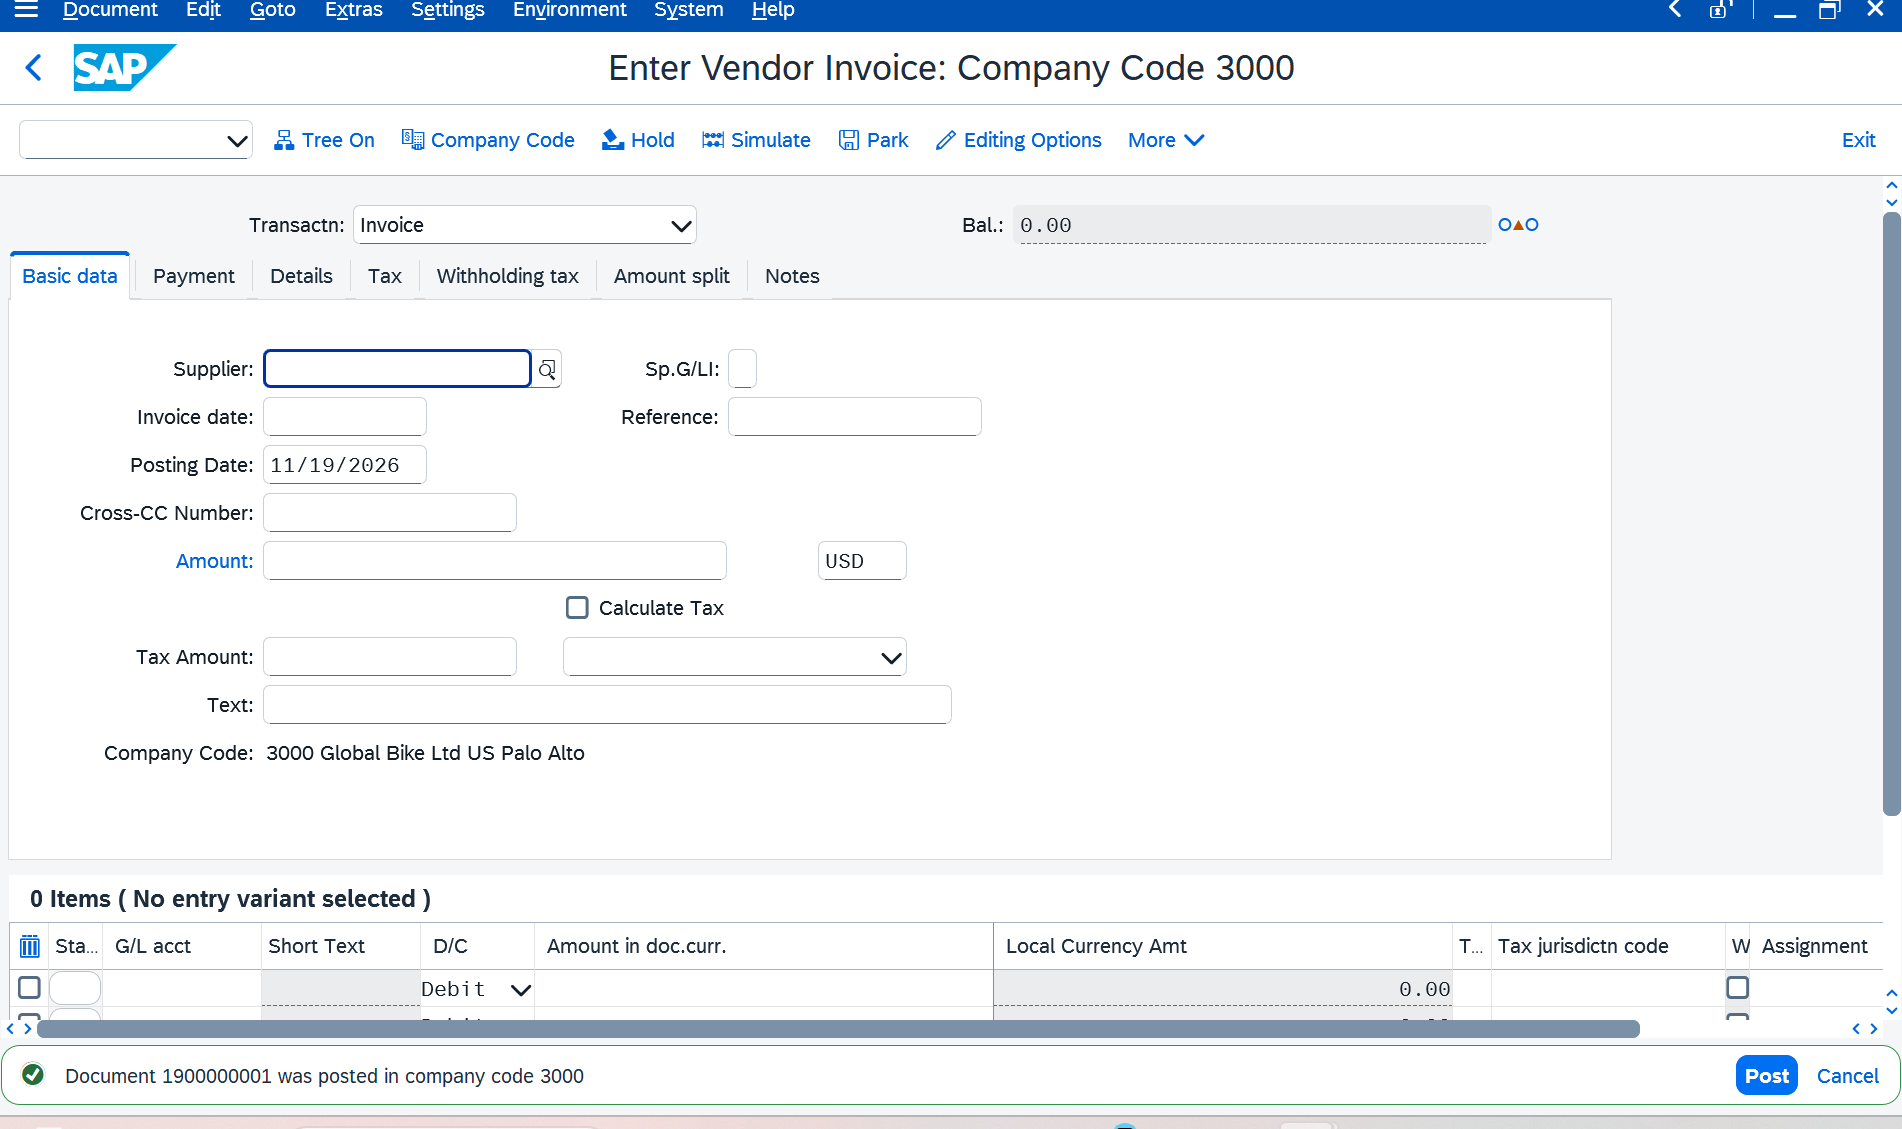 Document Edit Goto Extras Settings Environment System Help
SAP Enter Vendor Invoice: Company Code 3000
Tree On Company Code Hold Simulate Park Editing Options More Exit
Transactn: Invoice Bal.: 0.00
Basic data Payment Details Tax Withholding tax Amount split Notes
Supplier: Sp.G/LI:
Invoice date: Reference:
Posting Date: 11/19/2026
Cross-CC Number:
Amount: USD
Calculate Tax
Tax Amount:
Text:
Company Code: 3000 Global Bike Ltd US Palo Alto
0 Items ( No entry variant selected )
Sta... G/L acct Short Text D/C Amount in doc.curr. Local Currency Amt T... Tax jurisdictn code W Assignment
Debit 0.00
Document 1900000001 was posted in company code 3000 Post Cancel